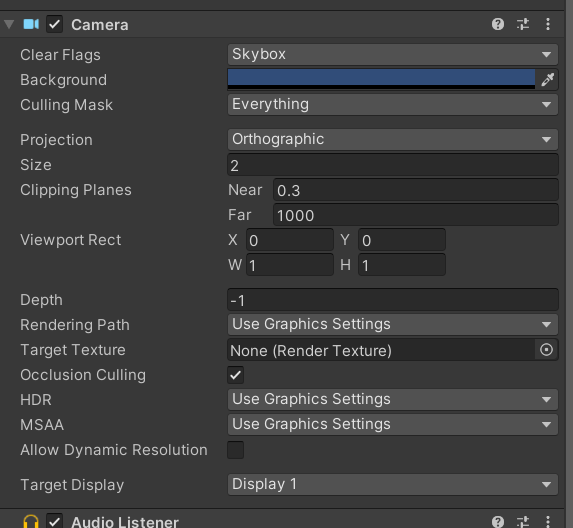 Camera
Clear Flags Skybox
Background
Culling Mask Everything
Projection Orthographic
Size 2
Clipping Planes Near 0.3
Far 1000
Viewport Rect X 0 Y 0
W 1 H 1
Depth -1
Rendering Path Use Graphics Settings
Target Texture None (Render Texture)
Occlusion Culling
HDR Use Graphics Settings
MSAA Use Graphics Settings
Allow Dynamic Resolution
Target Display Display 1
Audio Listener